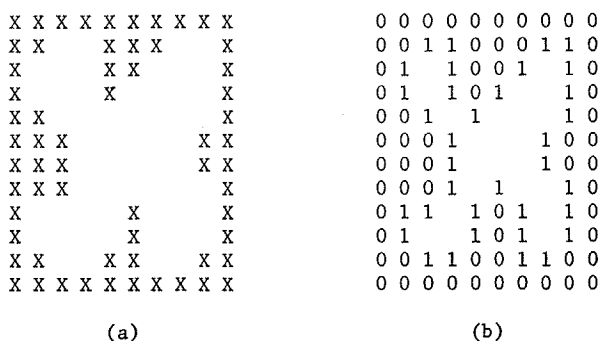 X X X X X X X X X X
X X     X X X     X
X       X X       X
X       X         X
X X               X
X X X           X X
X X X           X X
X X X             X
X         X       X
X         X       X
X X     X X     X X
X X X X X X X X X X
(a)
0 0 0 0 0 0 0 0 0 0
0 0 1 1 0 0 0 1 1 0
0 1   1 0 0 1   1 0
0 1   1 0 1     1 0
0 0 1   1       1 0
0 0 0 1       1 0 0
0 0 0 1       1 0 0
0 0 0 1   1     1 0
0 1 1   1 0 1   1 0
0 1     1 0 1   1 0
0 0 1 1 0 0 1 1 0 0
0 0 0 0 0 0 0 0 0 0
(b)